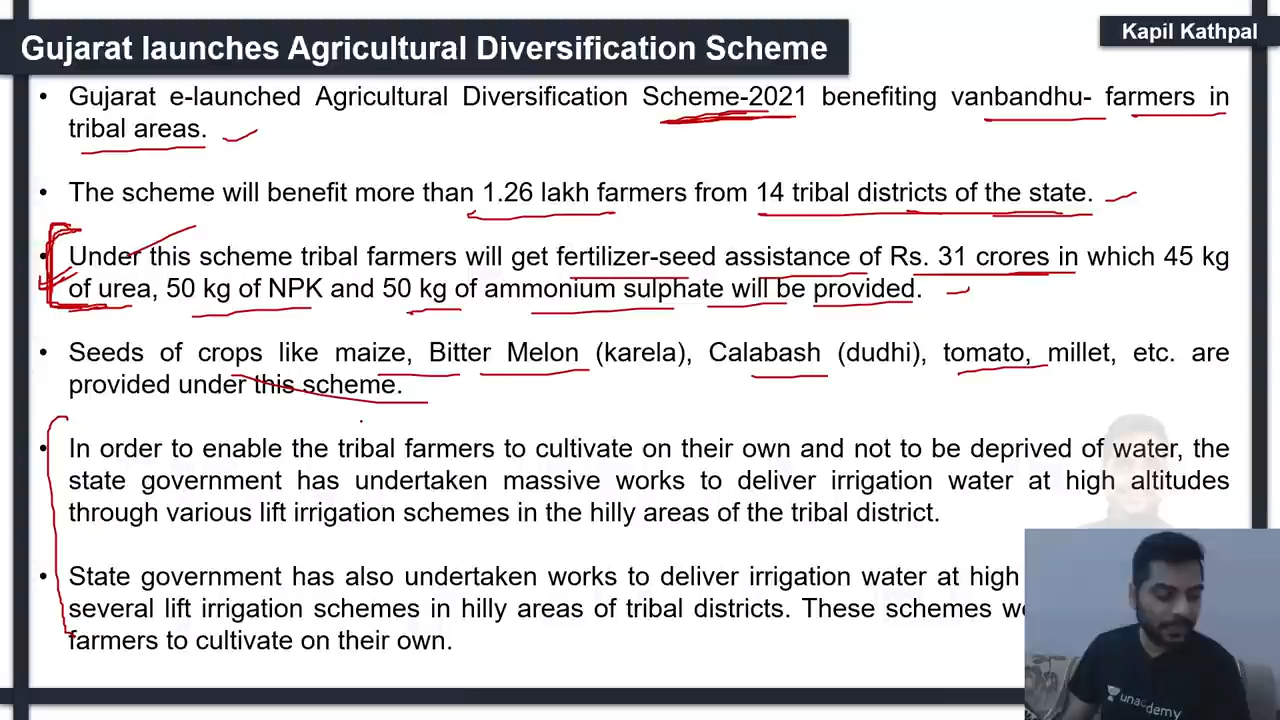 Gujarat launches Agricultural Diversification Scheme
Kapil Kathpal
• Gujarat e-launched Agricultural Diversification Scheme-2021 benefiting vanbandhu- farmers in
tribal areas.
• The scheme will benefit more than 1.26 lakh farmers from 14 tribal districts of the state.
• Under this scheme tribal farmers will get fertilizer-seed assistance of Rs. 31 crores in which 45 kg
of urea, 50 kg of NPK and 50 kg of ammonium sulphate will be provided.
• Seeds of crops like maize, Bitter Melon (karela), Calabash (dudhi), tomato, millet, etc. are
provided under this scheme.
• In order to enable the tribal farmers to cultivate on their own and not to be deprived of water, the
state government has undertaken massive works to deliver irrigation water at high altitudes
through various lift irrigation schemes in the hilly areas of the tribal district.
• State government has also undertaken works to deliver irrigation water at high
several lift irrigation schemes in hilly areas of tribal districts. These schemes
farmers to cultivate on their own.
unacademy